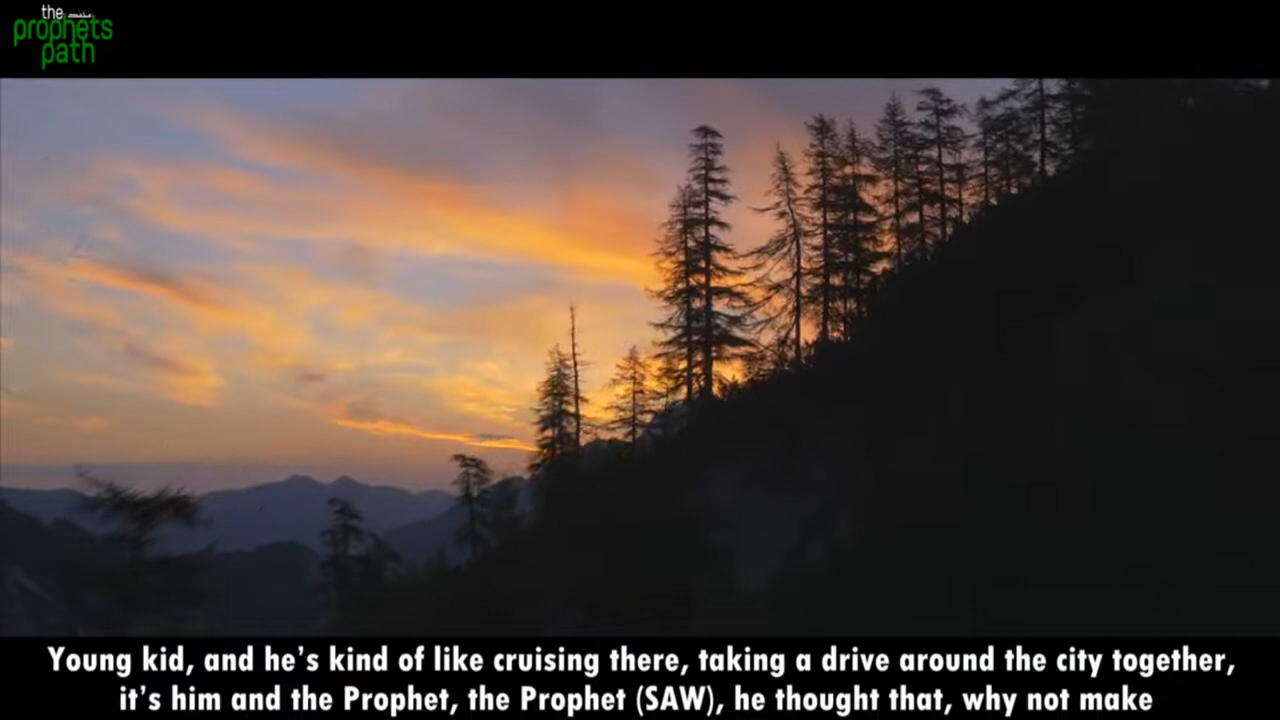 the
prophets
path
Young kid, and he's kind of like cruising there, taking a drive around the city together,
it's him and the Prophet, the Prophet (SAW), he thought that, why not make